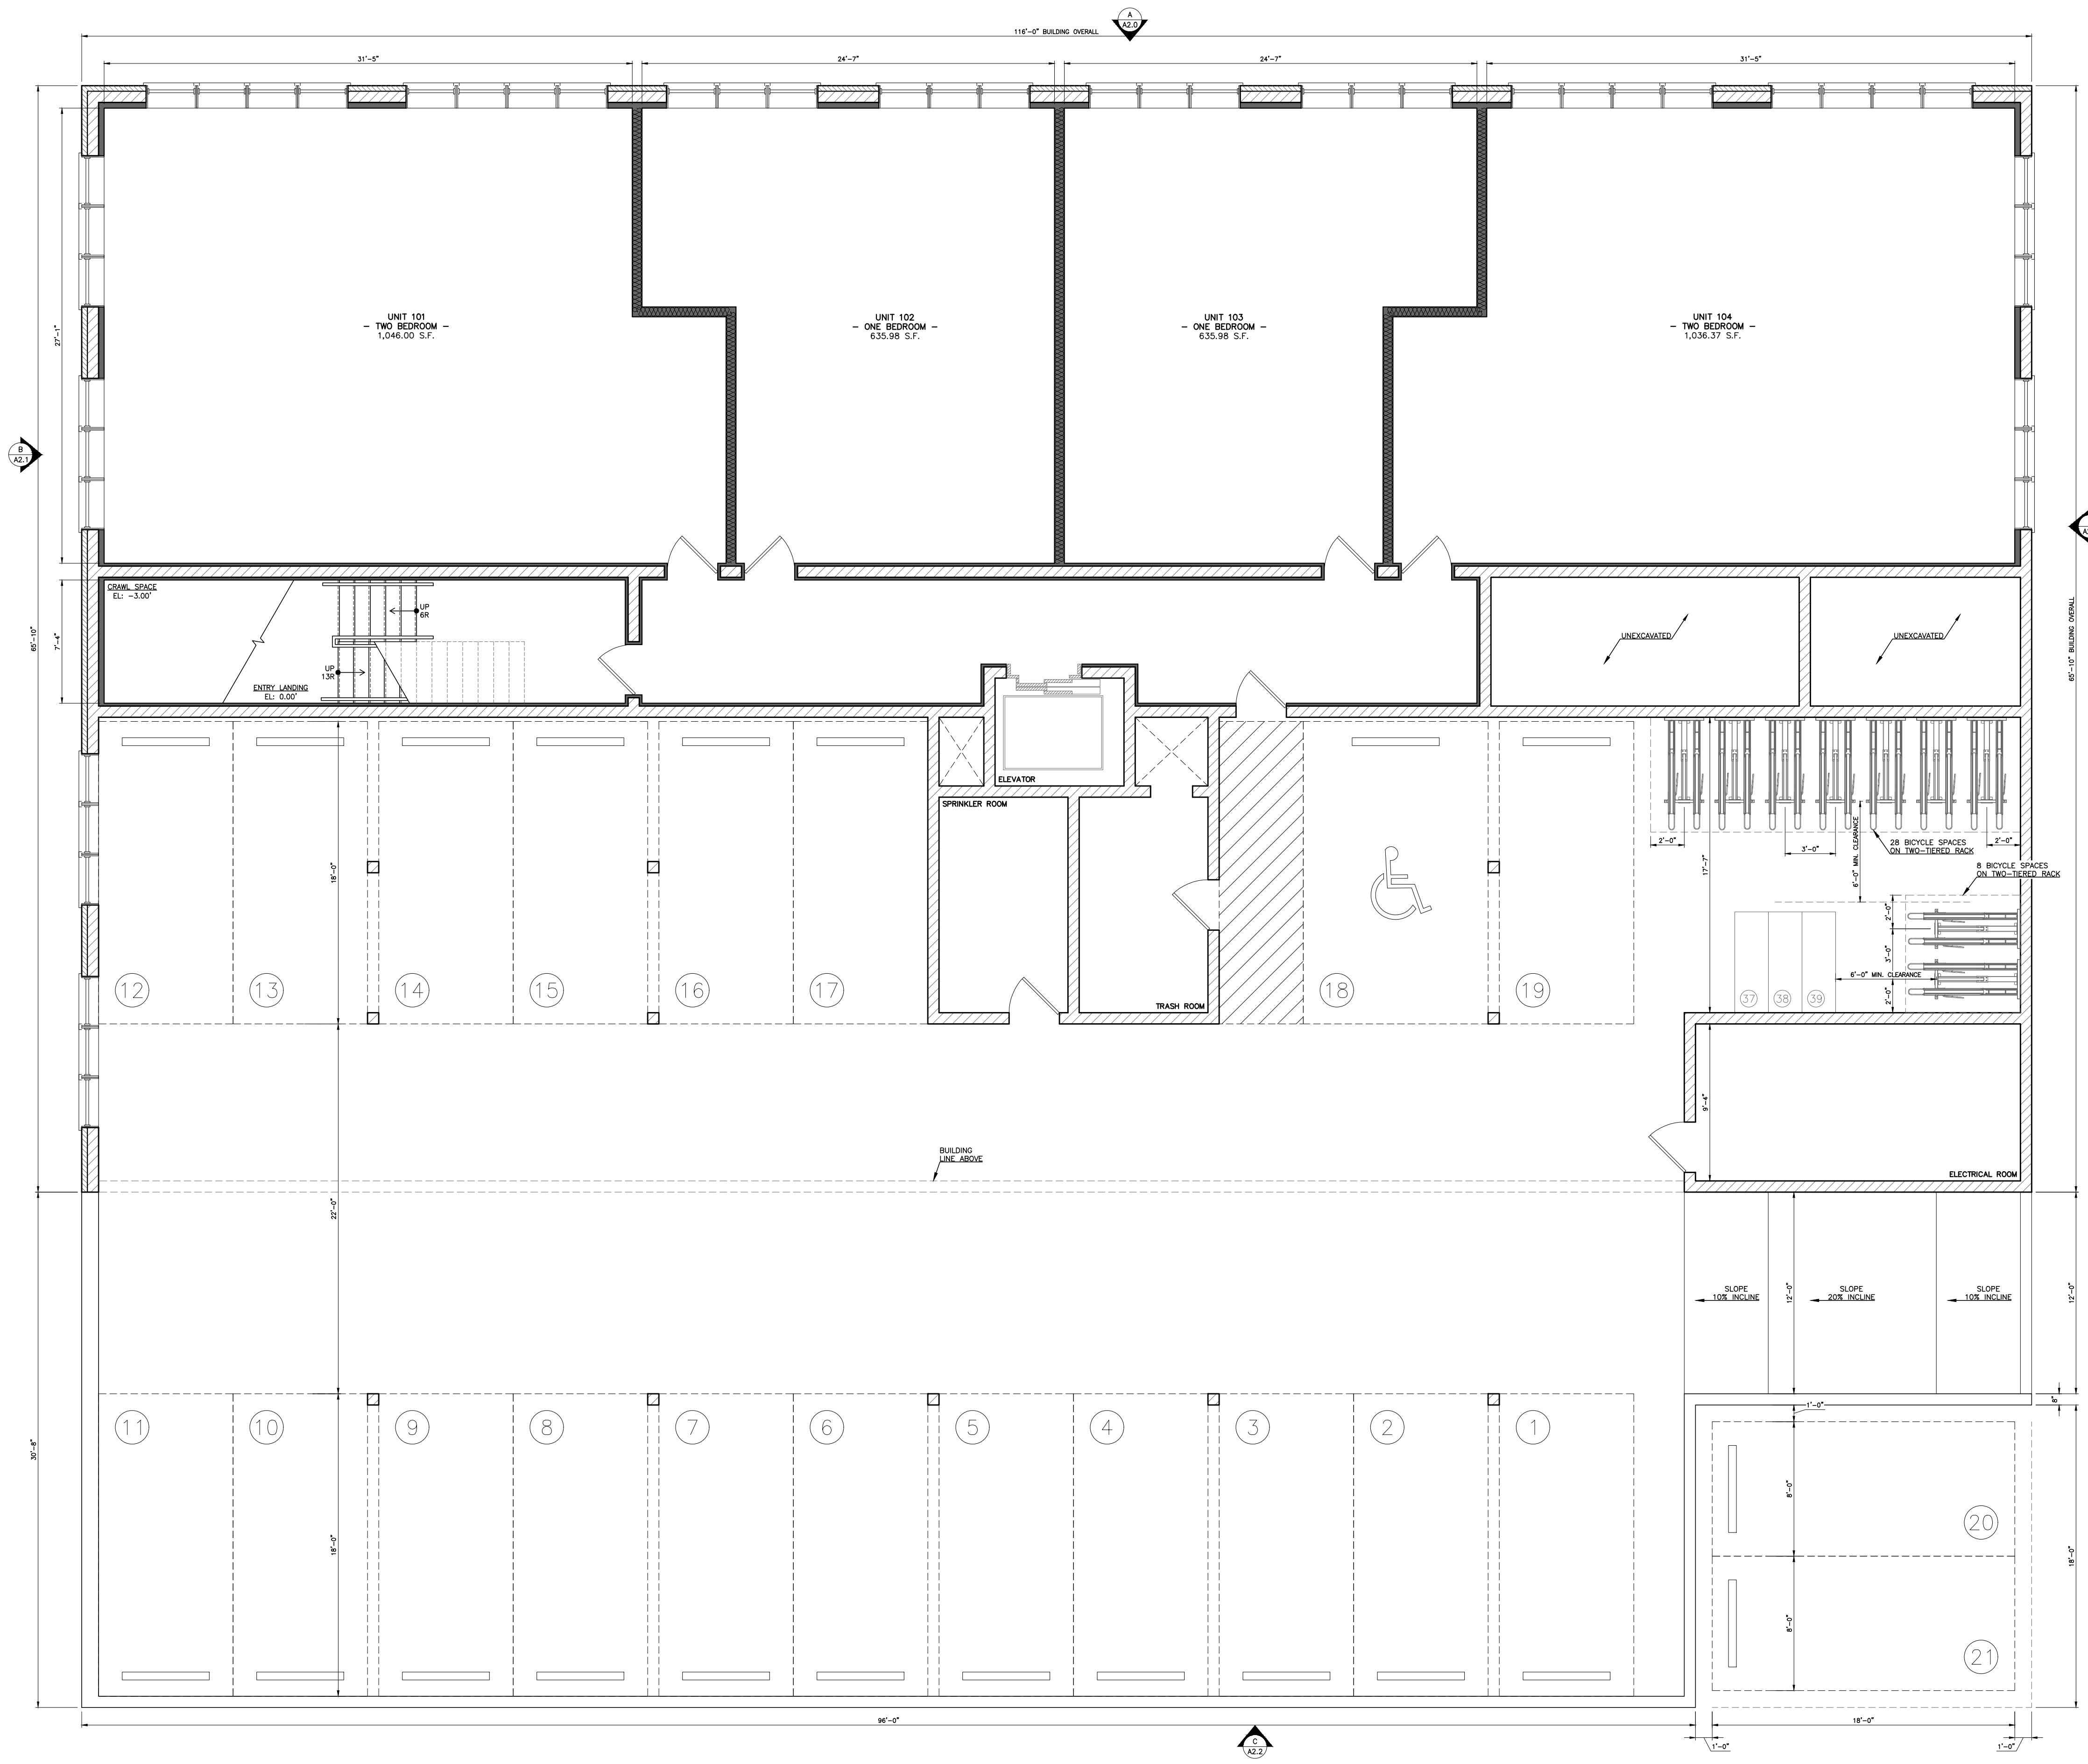 A
A2.0
116'-0" BUILDING OVERALL
31'-5"
24'-7"
24'-7"
31'-5"
27'-1"
UNIT 101
- TWO BEDROOM -
1,046.00 S.F.
UNIT 102
- ONE BEDROOM -
635.98 S.F.
UNIT 103
- ONE BEDROOM -
635.98 S.F.
UNIT 104
- TWO BEDROOM -
1,036.37 S.F.
B
A2.1
65'-10"
7'-4"
CRAWL SPACE
EL: -3.00'
UP
6R
UP
13R
ENTRY LANDING
EL: 0.00'
UNEXCAVATED
UNEXCAVATED
65'-10" BUILDING OVERALL
ELEVATOR
SPRINKLER ROOM
TRASH ROOM
18'-0"
17'-7"
2'-0"
3'-0"
6'-0" MIN. CLEARANCE
2'-0"
28 BICYCLE SPACES
ON TWO-TIERED RACK
8 BICYCLE SPACES
ON TWO-TIERED RACK
2'-0"
3'-0"
6'-0" MIN. CLEARANCE
2'-0"
12
13
14
15
16
17
18
19
37
38
39
9'-4"
ELECTRICAL ROOM
BUILDING
LINE ABOVE
22'-0"
SLOPE
10% INCLINE
12'-0"
SLOPE
20% INCLINE
SLOPE
10% INCLINE
12'-0"
8"
1'-0"
11
10
9
8
7
6
5
4
3
2
1
30'-8"
18'-0"
8'-0"
20
8'-0"
21
18'-0"
96'-0"
18'-0"
1'-0"
1'-0"
C
A2.2